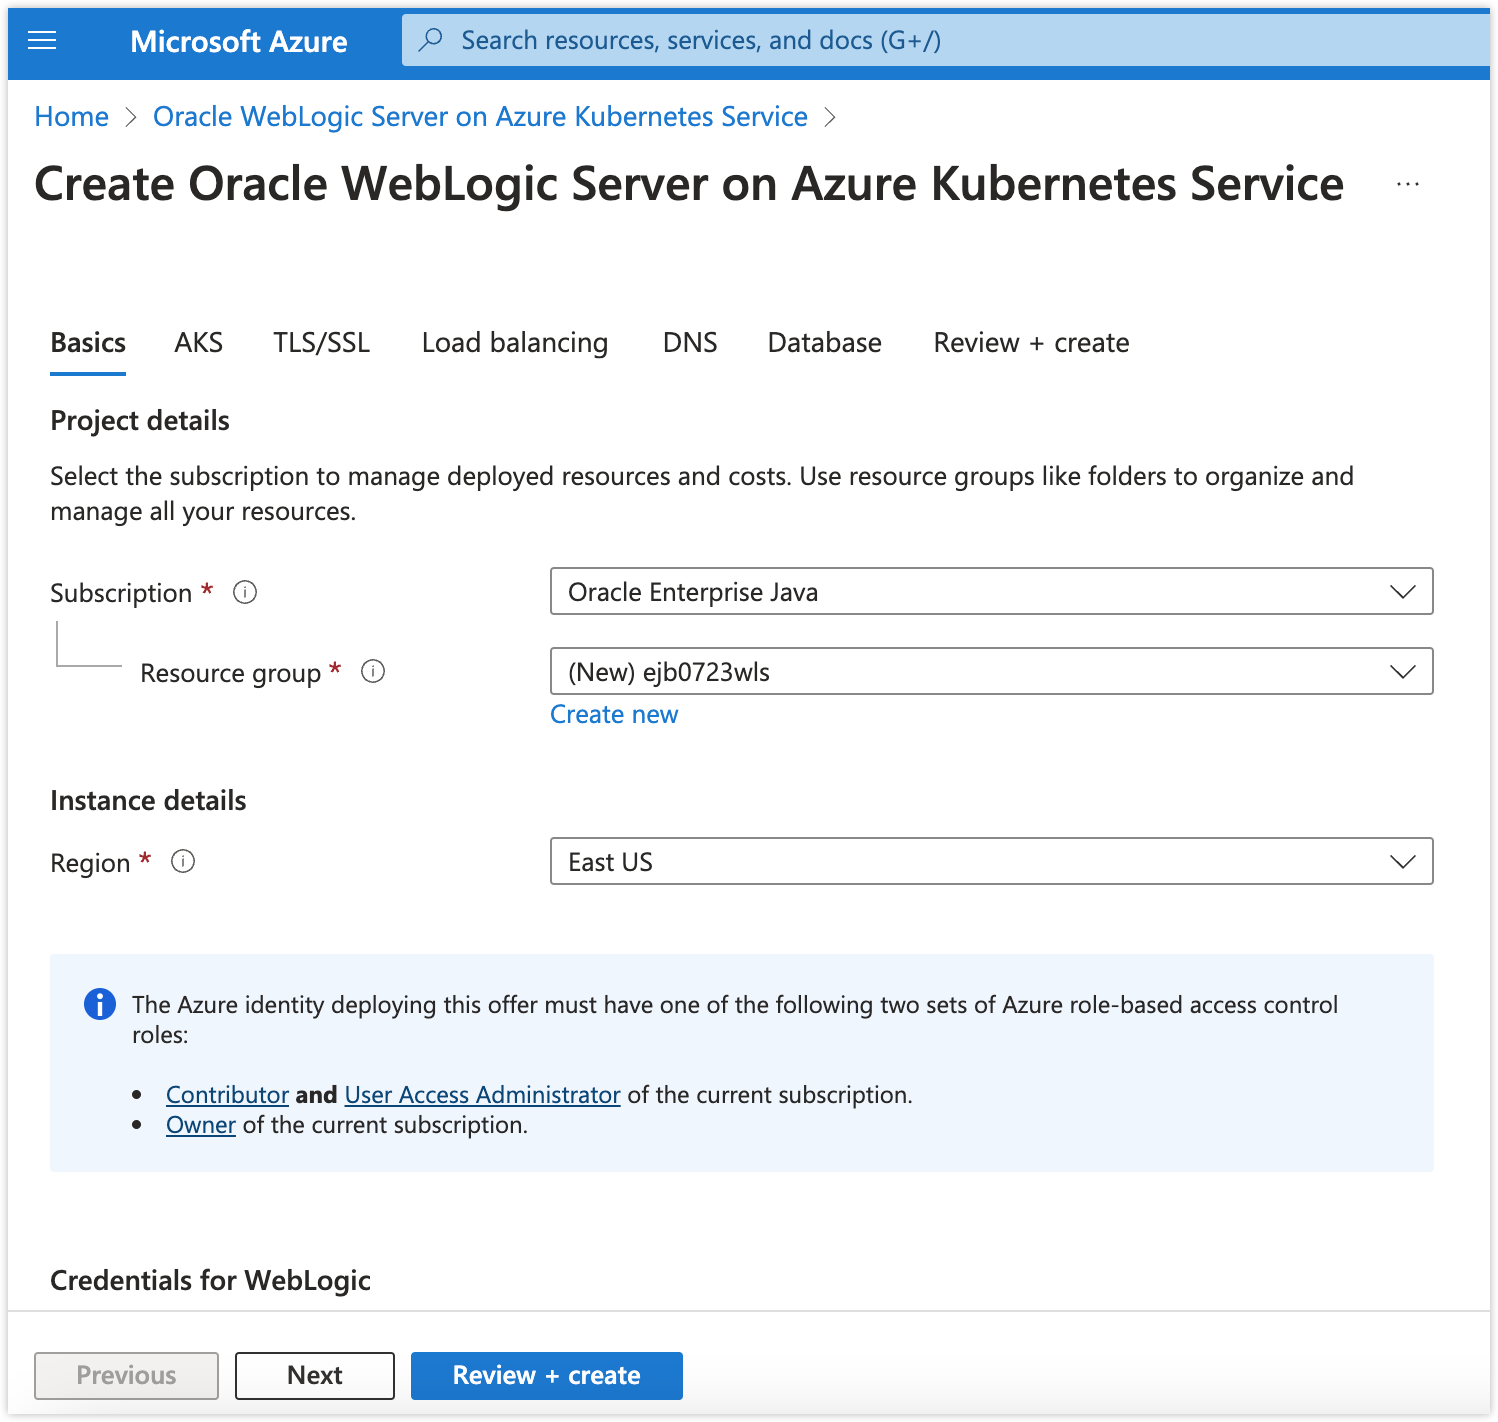 Microsoft Azure
Search resources, services, and docs (G+/)
Home > Oracle WebLogic Server on Azure Kubernetes Service >
Create Oracle WebLogic Server on Azure Kubernetes Service ...
Basics AKS TLS/SSL Load balancing DNS Database Review + create
Project details
Select the subscription to manage deployed resources and costs. Use resource groups like folders to organize and
manage all your resources.
Subscription * Oracle Enterprise Java
Resource group * (New) ejb0723wls
Create new
Instance details
Region * East US
The Azure identity deploying this offer must have one of the following two sets of Azure role-based access control
roles:
• Contributor and User Access Administrator of the current subscription.
• Owner of the current subscription.
Credentials for WebLogic
Previous Next Review + create